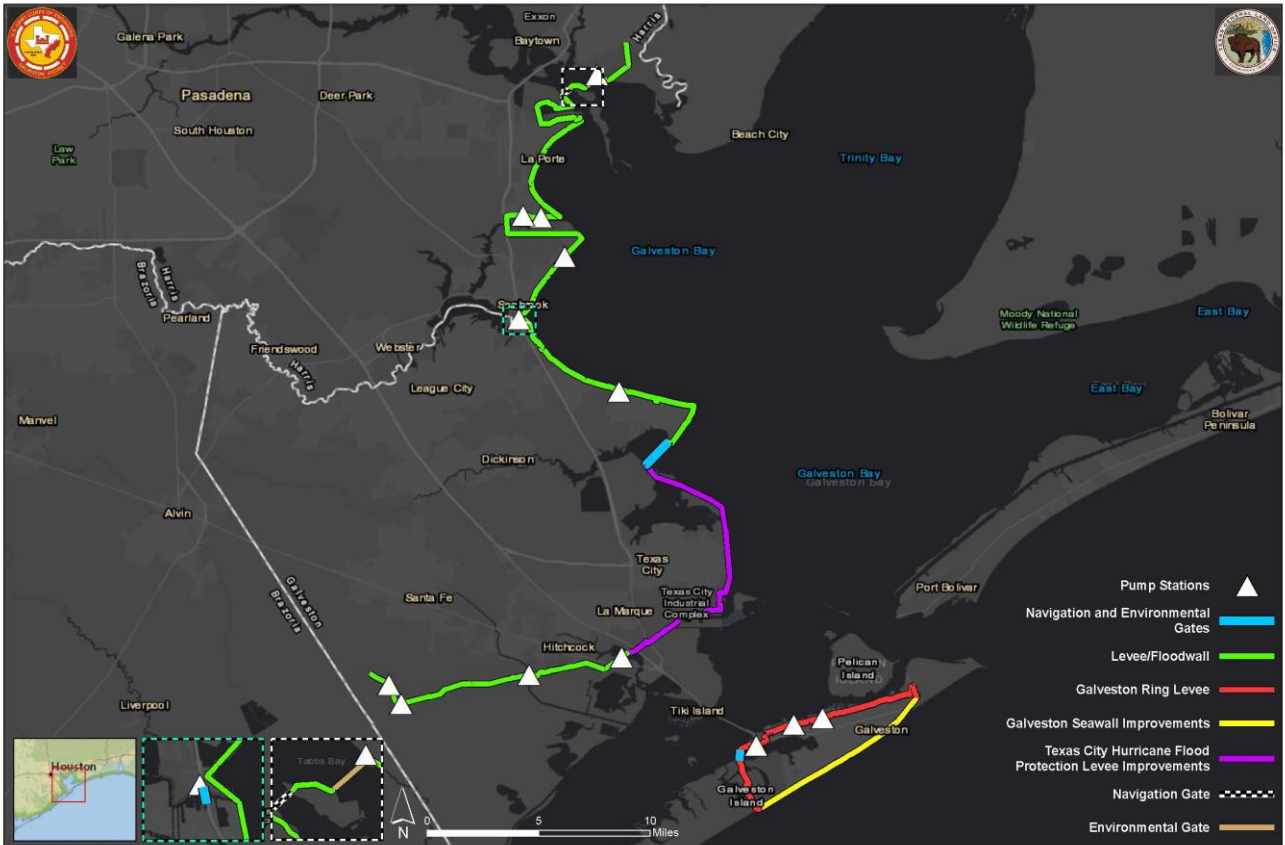 Exxon
Baytown
Harris
Galena Park
Pasadena
Deer Park
South Houston
Law
Park
Beach City
La Porte
Trinity Bay
Galveston Bay
Harris
Brazoria
Seabrook
Pearland
Moody National
Wildlife Refuge
East Bay
Friendswood
Harris
Webster
League City
East Bay
Manvel
Bolivar
Peninsula
Dickinson
Galveston Bay
Galveston Bay
Alvin
Texas
City
Galveston
Brazoria
Santa Fe
La Marque
Texas City
Industrial
Complex
Port Bolivar
Hitchcock
Pelican
Island
ISLAND
Liverpool
Tiki Island
Galveston
Galveston
Island
Pump Stations
Navigation and Environmental
Gates
Levee/Floodwall
Galveston Ring Levee
Galveston Seawall Improvements
Texas City Hurricane Flood
Protection Levee Improvements
Navigation Gate
Environmental Gate
Houston
Tabbs Bay
N
0 5 10
Miles